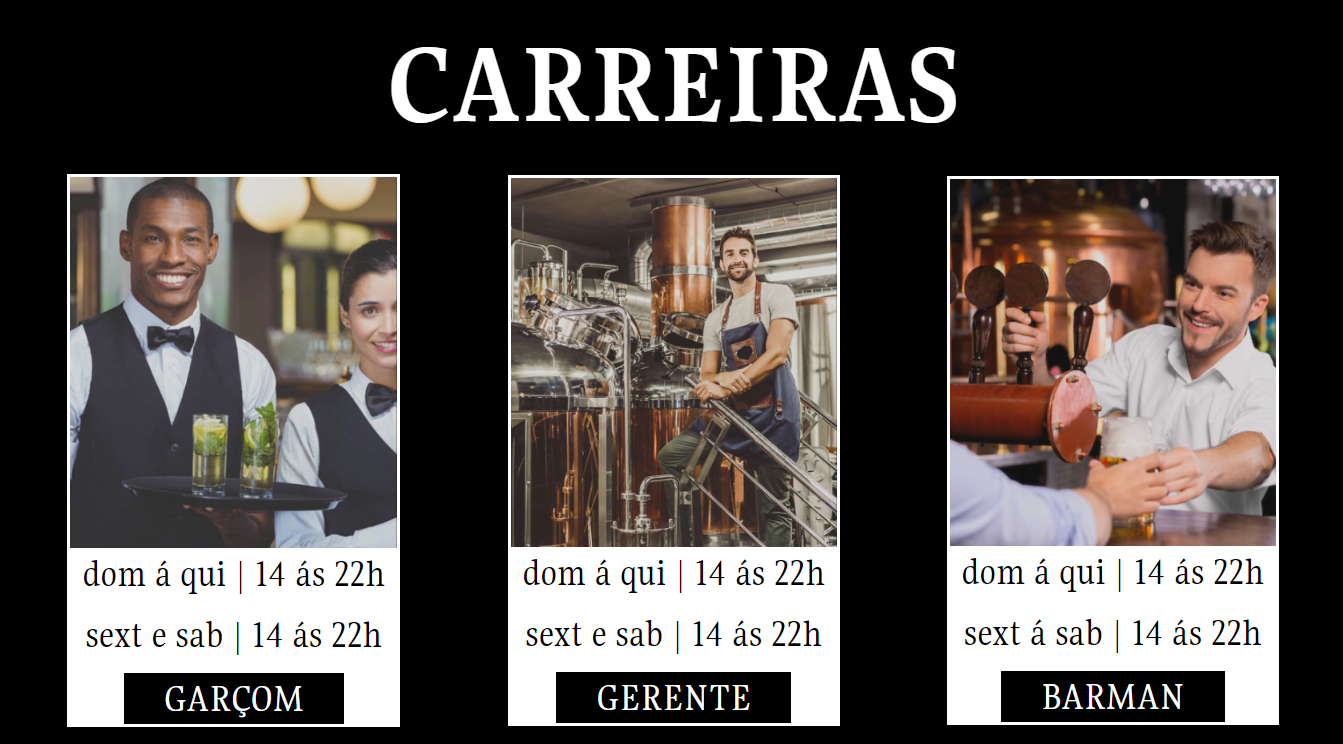 CARREIRAS
dom á qui | 14 ás 22h
sext e sab | 14 ás 22h
GARÇOM
dom á qui | 14 ás 22h
sext e sab | 14 ás 22h
GERENTE
dom á qui | 14 ás 22h
sext á sab | 14 ás 22h
BARMAN